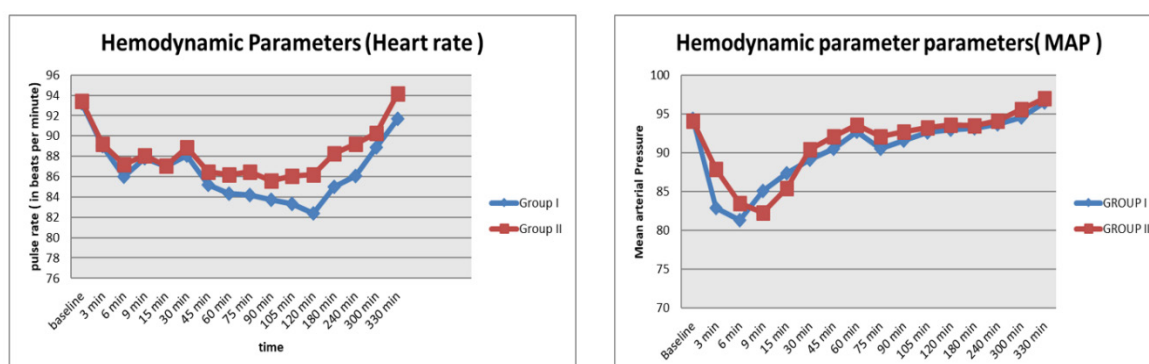 Hemodynamic Parameters (Heart rate )
96
94
92
90
88
86
84
82
80
78
76
pulse rate ( in beats per minute)
baseline
3 min
6 min
9 min
15 min
30 min
45 min
60 min
75 min
90 min
105 min
120 min
180 min
240 min
300 min
330 min
time
Group I
Group II
Hemodynamic parameter parameters( MAP )
100
95
90
85
80
75
70
Mean arterial Pressure
Baseline
3 min
6 min
9 min
15 min
30 min
45 min
60 min
75 min
90 min
105 min
120 min
180 min
240 min
300 min
330 min
GROUP I
GROUP II